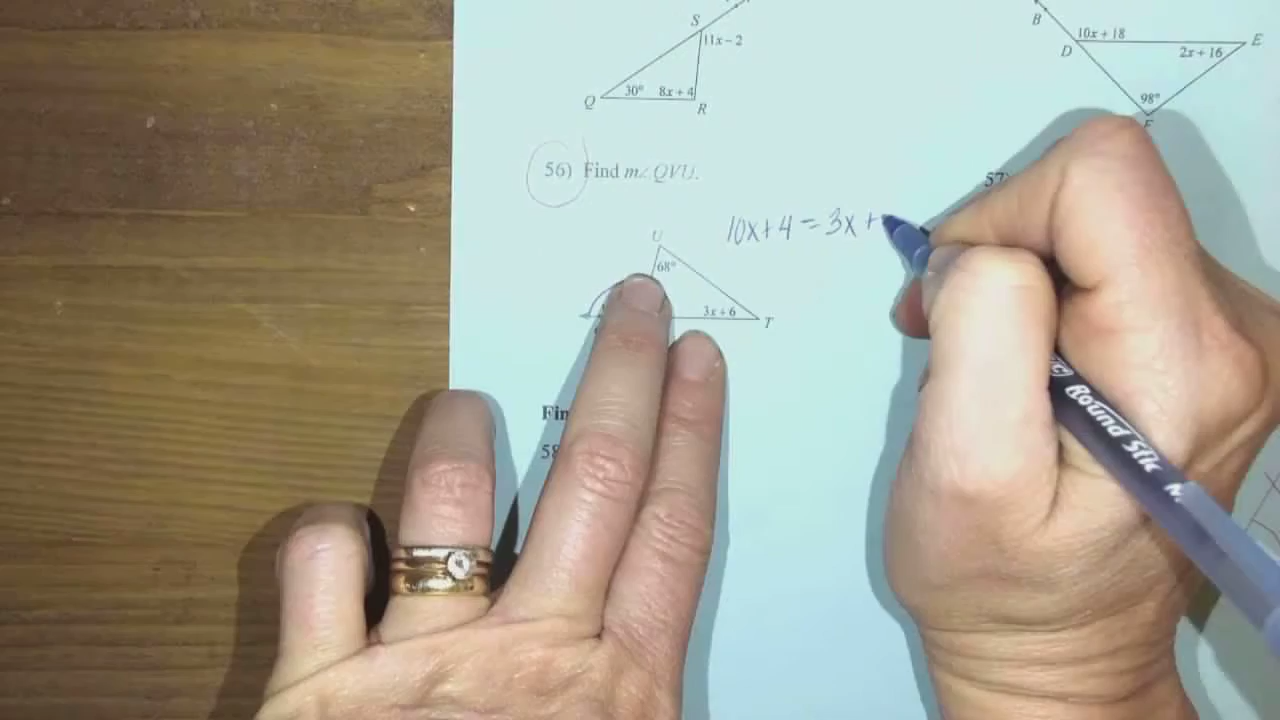 S
11x − 2
Q
30°
8x + 4
R
B
10x + 18
D
2x + 16
E
98°
F
56) Find m∠ QVU.
57)
10x + 4 = 3x +
U
68°
3x + 6
T
Fin
58
Round Stic